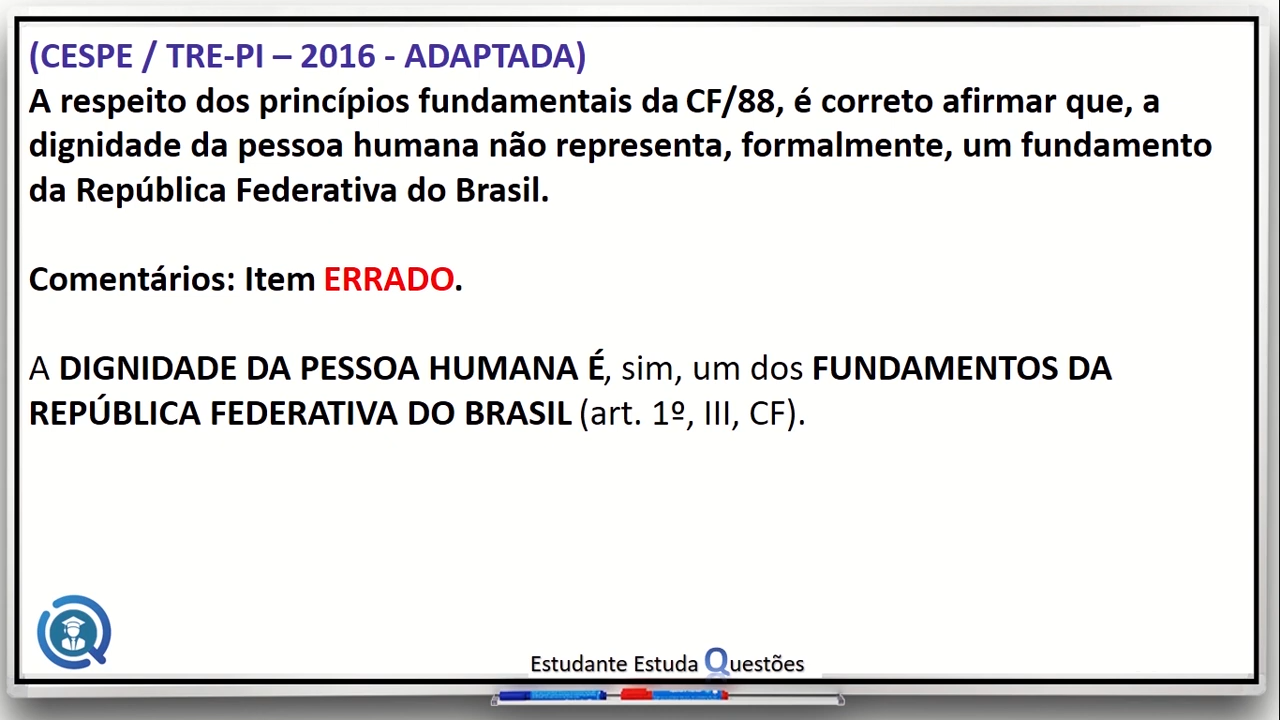 (CESPE / TRE-PI – 2016 - ADAPTADA)
A respeito dos princípios fundamentais da CF/88, é correto afirmar que, a
dignidade da pessoa humana não representa, formalmente, um fundamento
da República Federativa do Brasil.
Comentários: Item ERRADO.
A DIGNIDADE DA PESSOA HUMANA É, sim, um dos FUNDAMENTOS DA
REPÚBLICA FEDERATIVA DO BRASIL (art. 1º, III, CF).
Estudante Estuda Questões